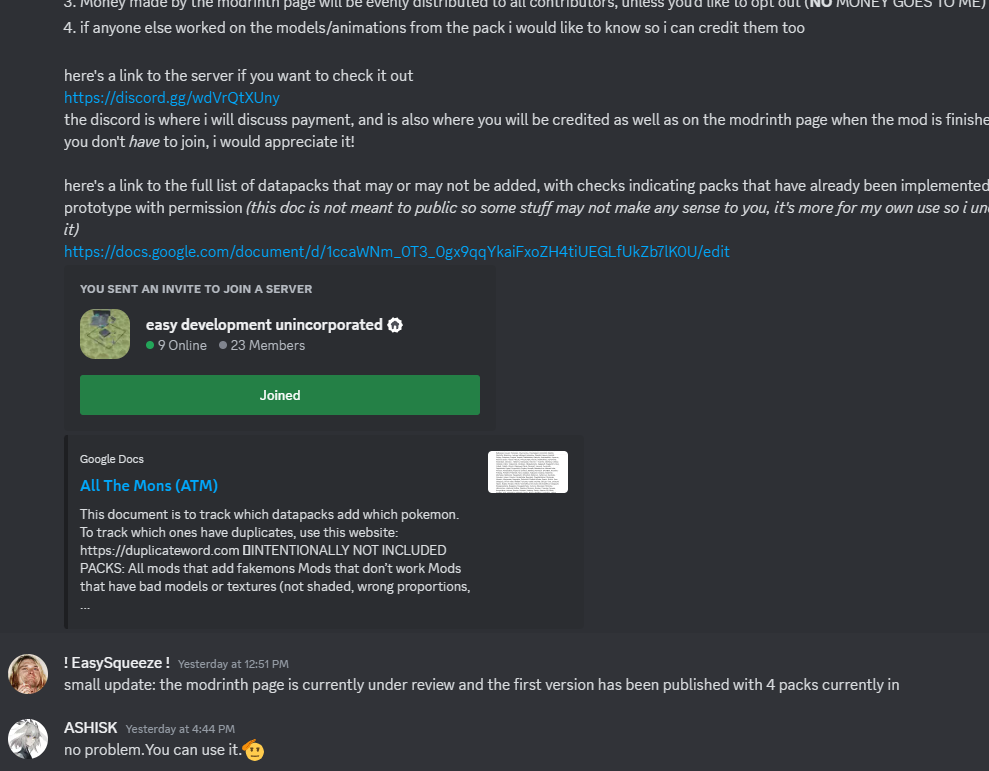 3. Money made by the modrinth page will be evenly distributed to all contributors, unless you'd like to opt out (NO MONEY GOES TO ME)
4. if anyone else worked on the models/animations from the pack i would like to know so i can credit them too
here's a link to the server if you want to check it out
https://discord.gg/wdVrQtXUny
the discord is where i will discuss payment, and is also where you will be credited as well as on the modrinth page when the mod is finishe
you don't have to join, i would appreciate it!
here's a link to the full list of datapacks that may or may not be added, with checks indicating packs that have already been implemented
prototype with permission (this doc is not meant to public so some stuff may not make any sense to you, it's more for my own use so i un
it)
https://docs.google.com/document/d/1ccaWNm_0T3_0gx9qqYkaiFxoZH4tiUEGLfUkZb7lK0U/edit
YOU SENT AN INVITE TO JOIN A SERVER
easy development unincorporated
9 Online 23 Members
Joined
Google Docs
All The Mons (ATM)
This document is to track which datapacks add which pokemon.
To track which ones have duplicates, use this website:
https://duplicateword.com INTENTIONALLY NOT INCLUDED
PACKS: All mods that add fakemons Mods that don't work Mods
that have bad models or textures (not shaded, wrong proportions,
...
! EasySqueeze ! Yesterday at 12:51 PM
small update: the modrinth page is currently under review and the first version has been published with 4 packs currently in
ASHISK Yesterday at 4:44 PM
no problem.You can use it.